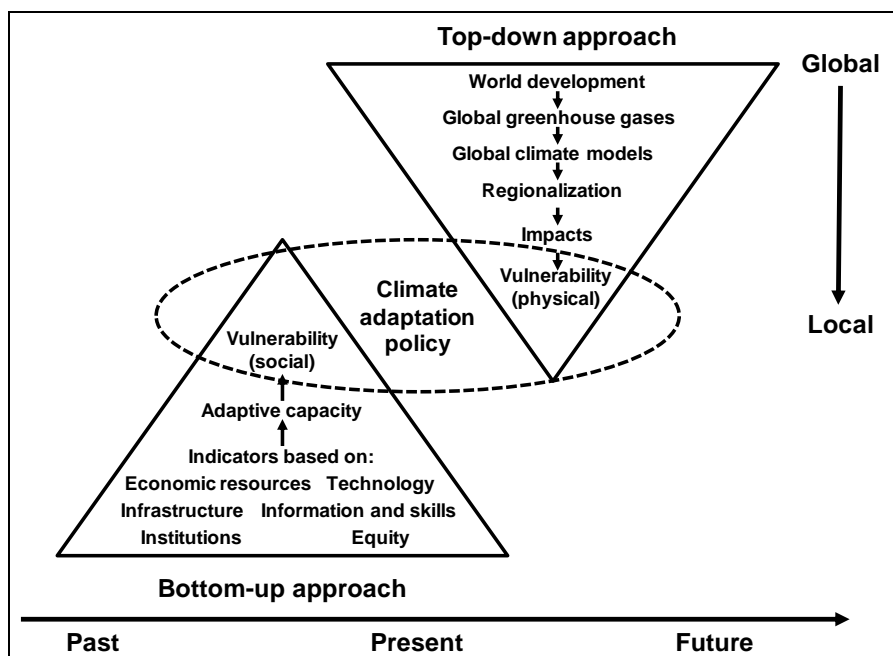 Top-down approach
Global
World development
Global greenhouse gases
Global climate models
Regionalization
Impacts
Vulnerability
(physical)
Local
Climate
adaptation
policy
Vulnerability
(social)
Adaptive capacity
Indicators based on:
Economic resources Technology
Infrastructure Information and skills
Institutions Equity
Bottom-up approach
Past Present Future